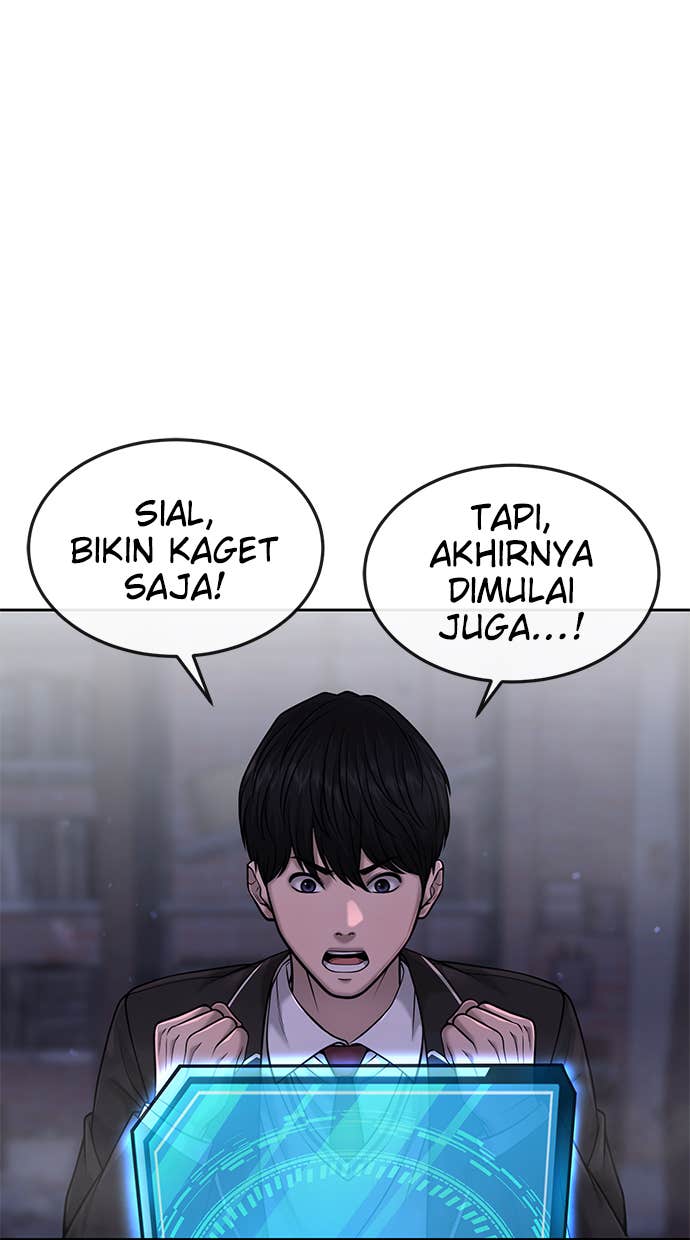 SIAL,
BIKIN KAGET
SAJA!
TAPI,
AKHIRNYA
DIMULAI
JUGA...!